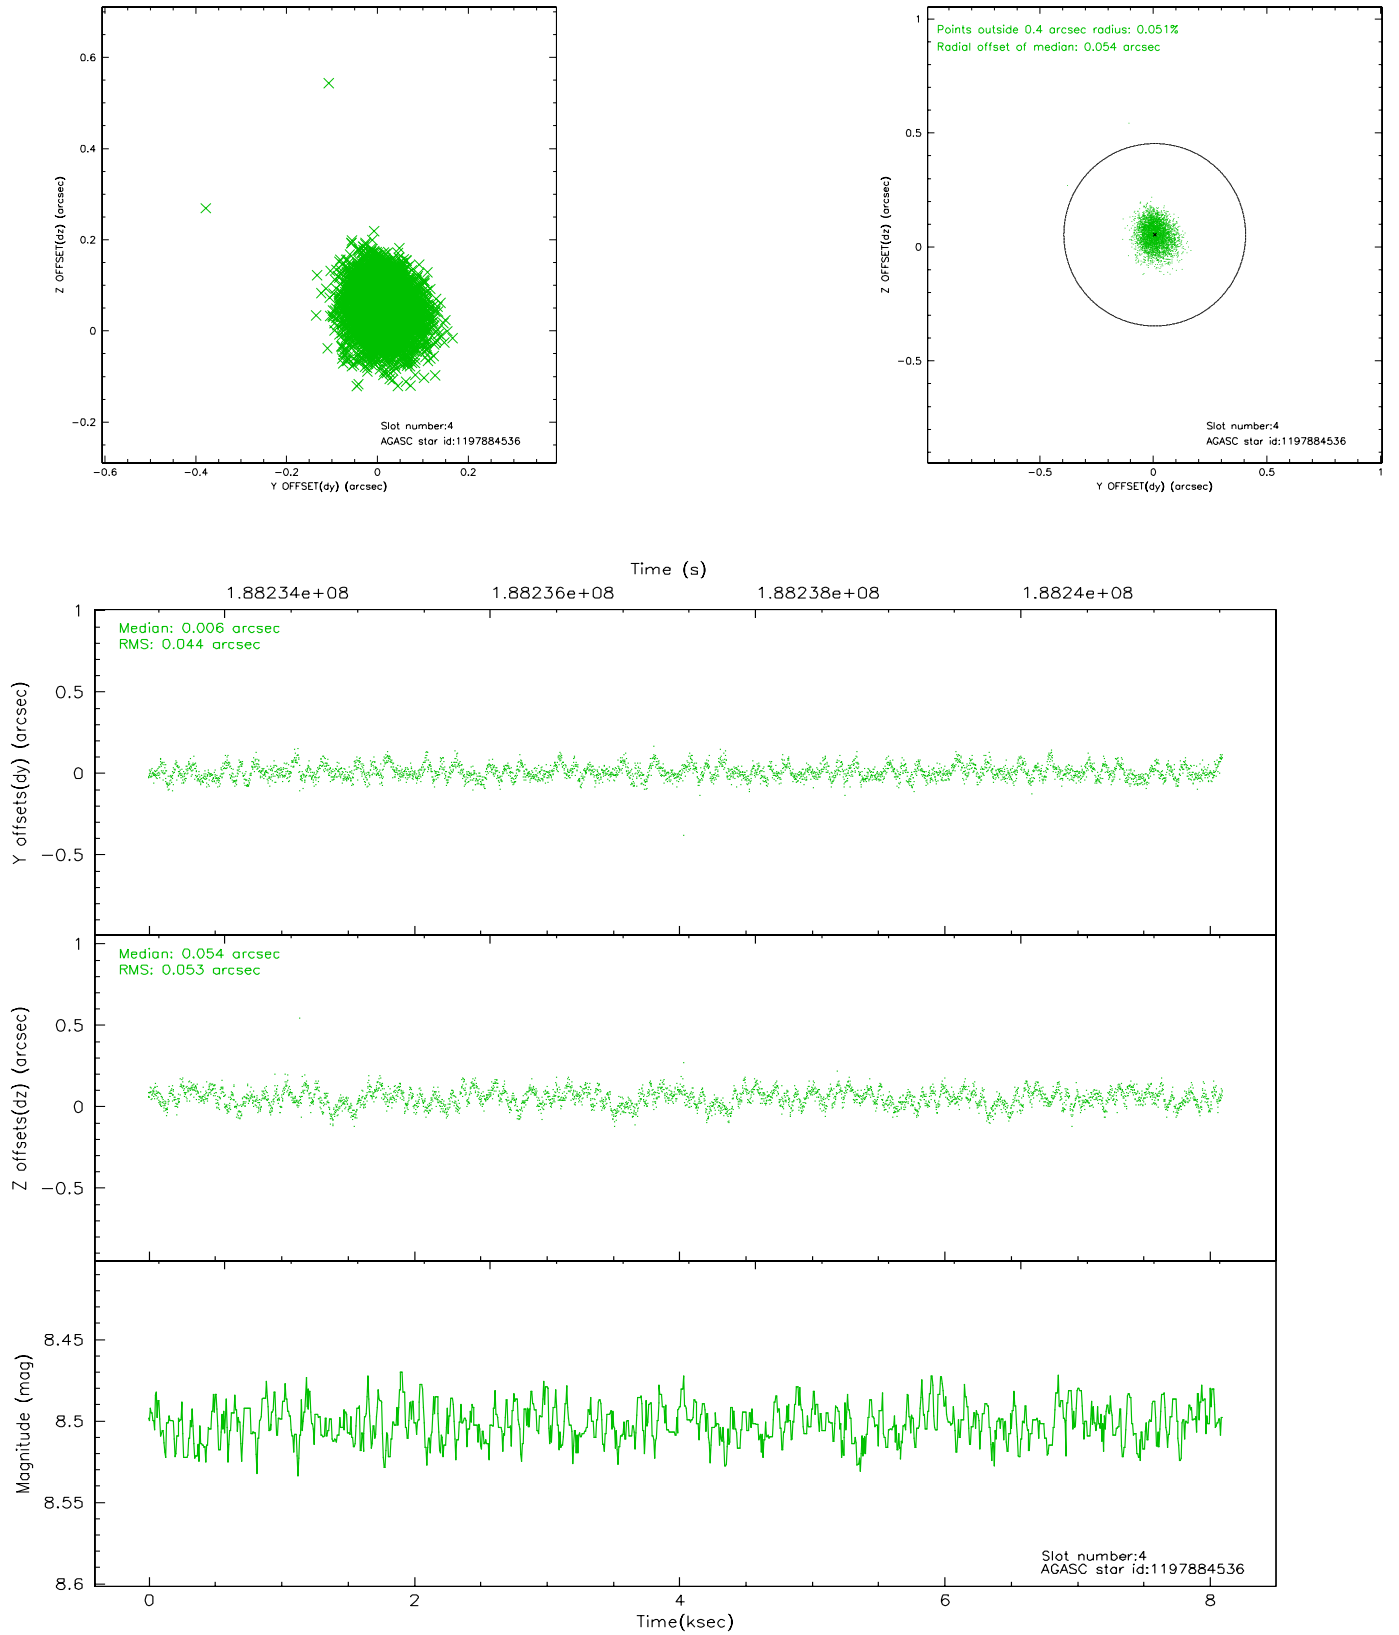 0.6
0.4
0.2
0
−0.2
Z OFFSET(dz) (arcsec)
Slot number:4
AGASC star id:1197884536
−0.6 −0.4 −0.2 0 0.2
Y OFFSET(dy) (arcsec)
Points outside 0.4 arcsec radius: 0.051%
Radial offset of median: 0.054 arcsec
1
0.5
0
−0.5
Z OFFSET(dz) (arcsec)
Slot number:4
AGASC star id:1197884536
−0.5 0 0.5 1
Y OFFSET(dy) (arcsec)
Time (s)
1.88234e+08 1.88236e+08 1.88238e+08 1.8824e+08
Median: 0.006 arcsec
RMS: 0.044 arcsec
1
0.5
0
−0.5
Y offsets(dy) (arcsec)
Median: 0.054 arcsec
RMS: 0.053 arcsec
1
0.5
0
−0.5
Z offsets(dz) (arcsec)
8.45
8.5
8.55
8.6
Magnitude (mag)
Slot number:4
AGASC star id:1197884536
0 2 4 6 8
Time(ksec)